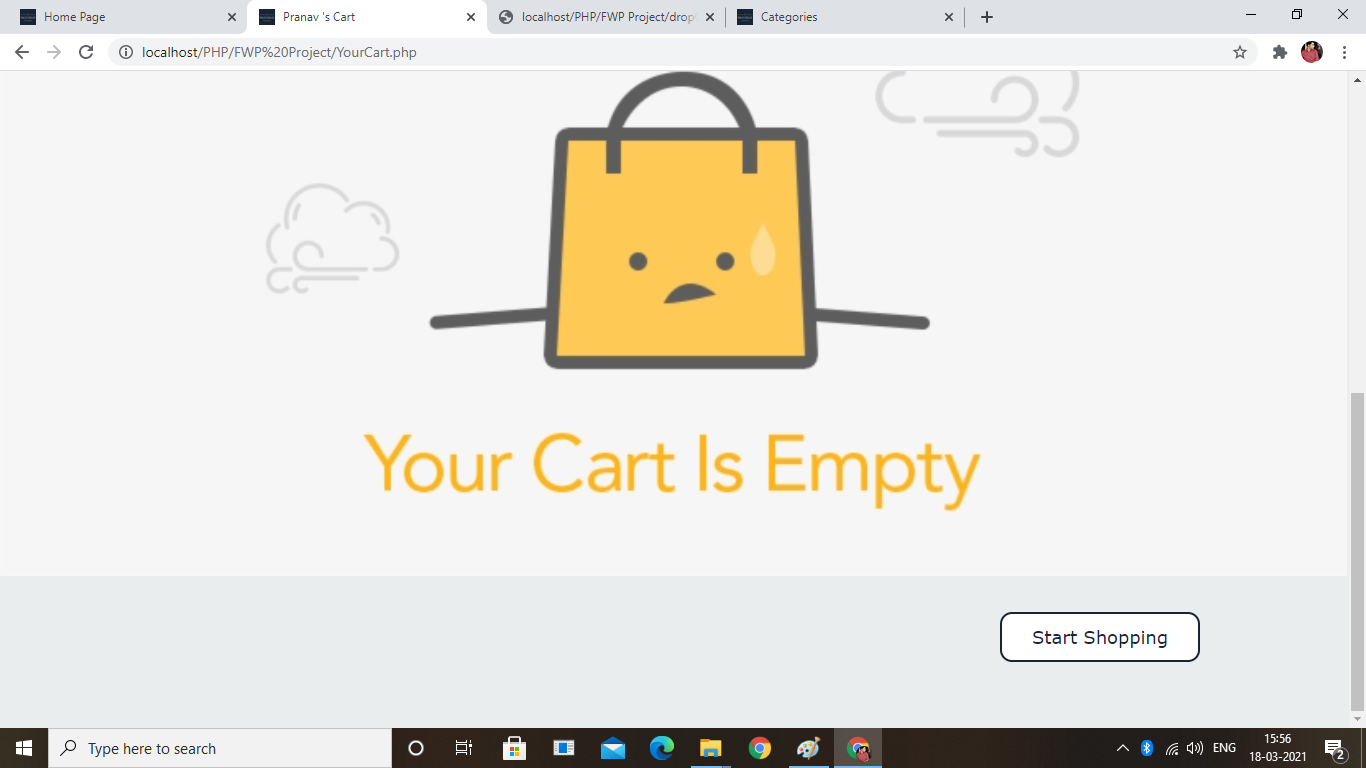 Home Page
Pranav 's Cart
localhost/PHP/FWP Project/drop
Categories
localhost/PHP/FWP%20Project/YourCart.php
Your Cart Is Empty
Start Shopping
Type here to search
ENG
15:56
18-03-2021
2